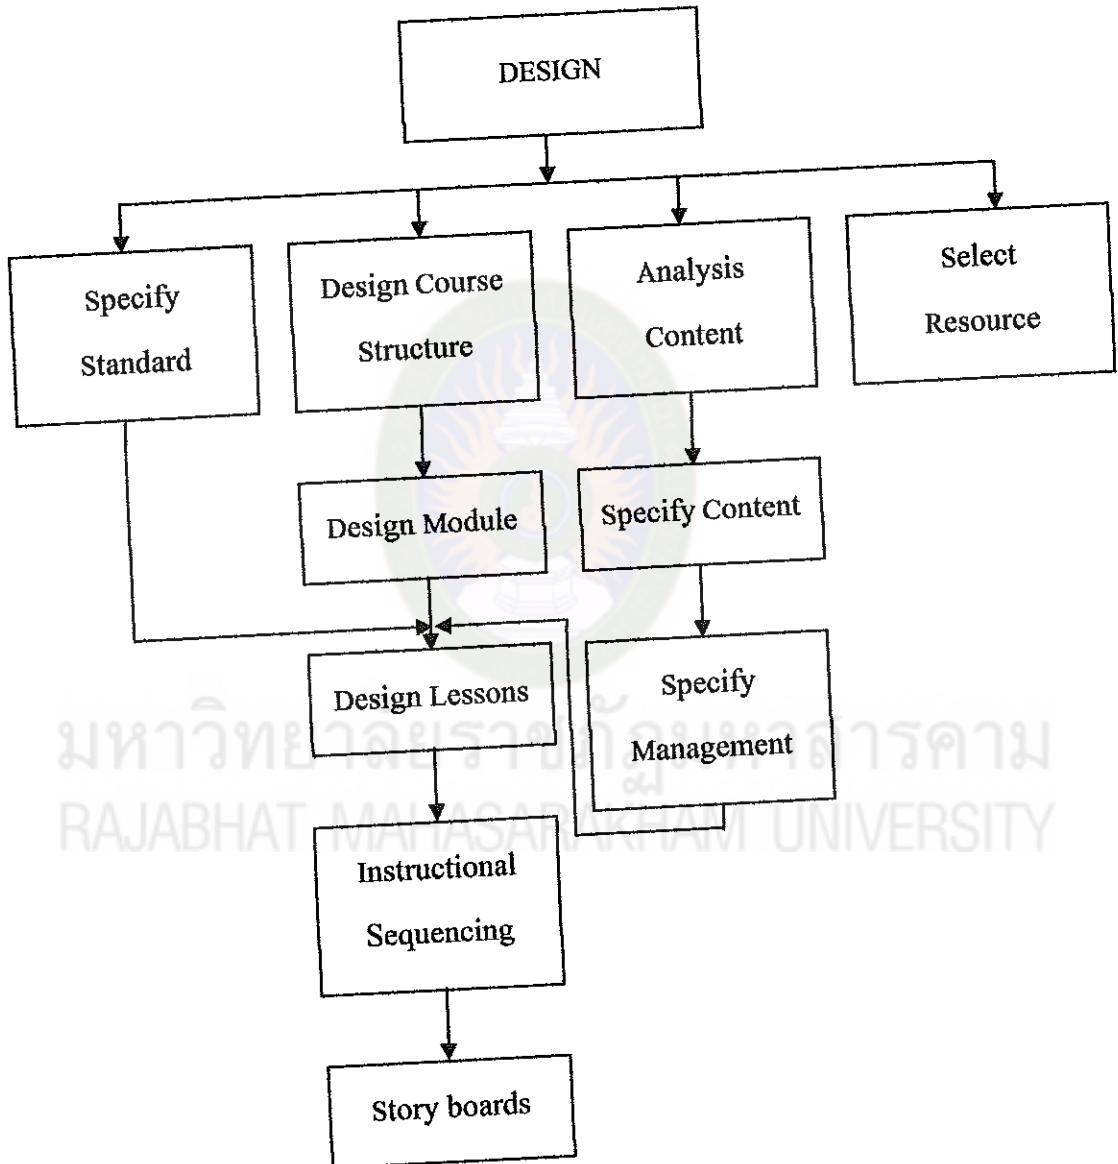 DESIGN
Specify
Standard
Design Course
Structure
Analysis
Content
Select
Resource
Design Module
Specify Content
Design Lessons
Specify
Management
Instructional
Sequencing
Story boards
มหาวิทยาลัยราชภัฏมหาสารคาม
RAJABHAT MAHASARAKHAM UNIVERSITY